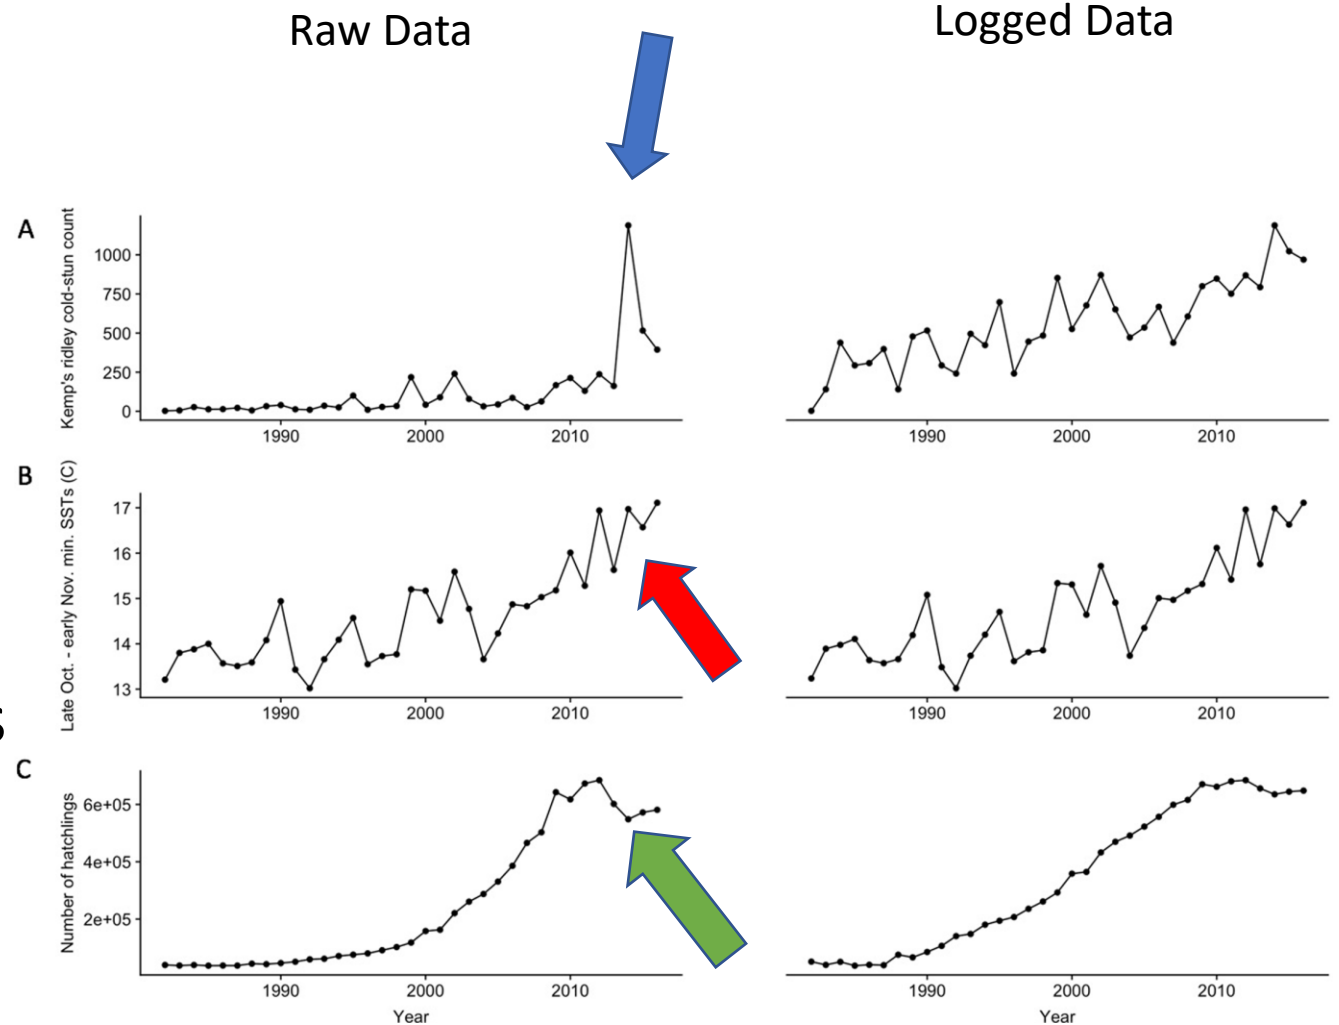 Raw Data
Logged Data
A
Kemp's ridley cold-stun count
1000
750
500
250
0
1990 2000 2010
1990 2000 2010
B
Late Oct. - early Nov. min. SSTs (C)
17
16
15
14
13
1990 2000 2010
1990 2000 2010
s
C
Number of hatchlings
6e+05
4e+05
2e+05
1990 2000 2010
Year
1990 2000 2010
Year